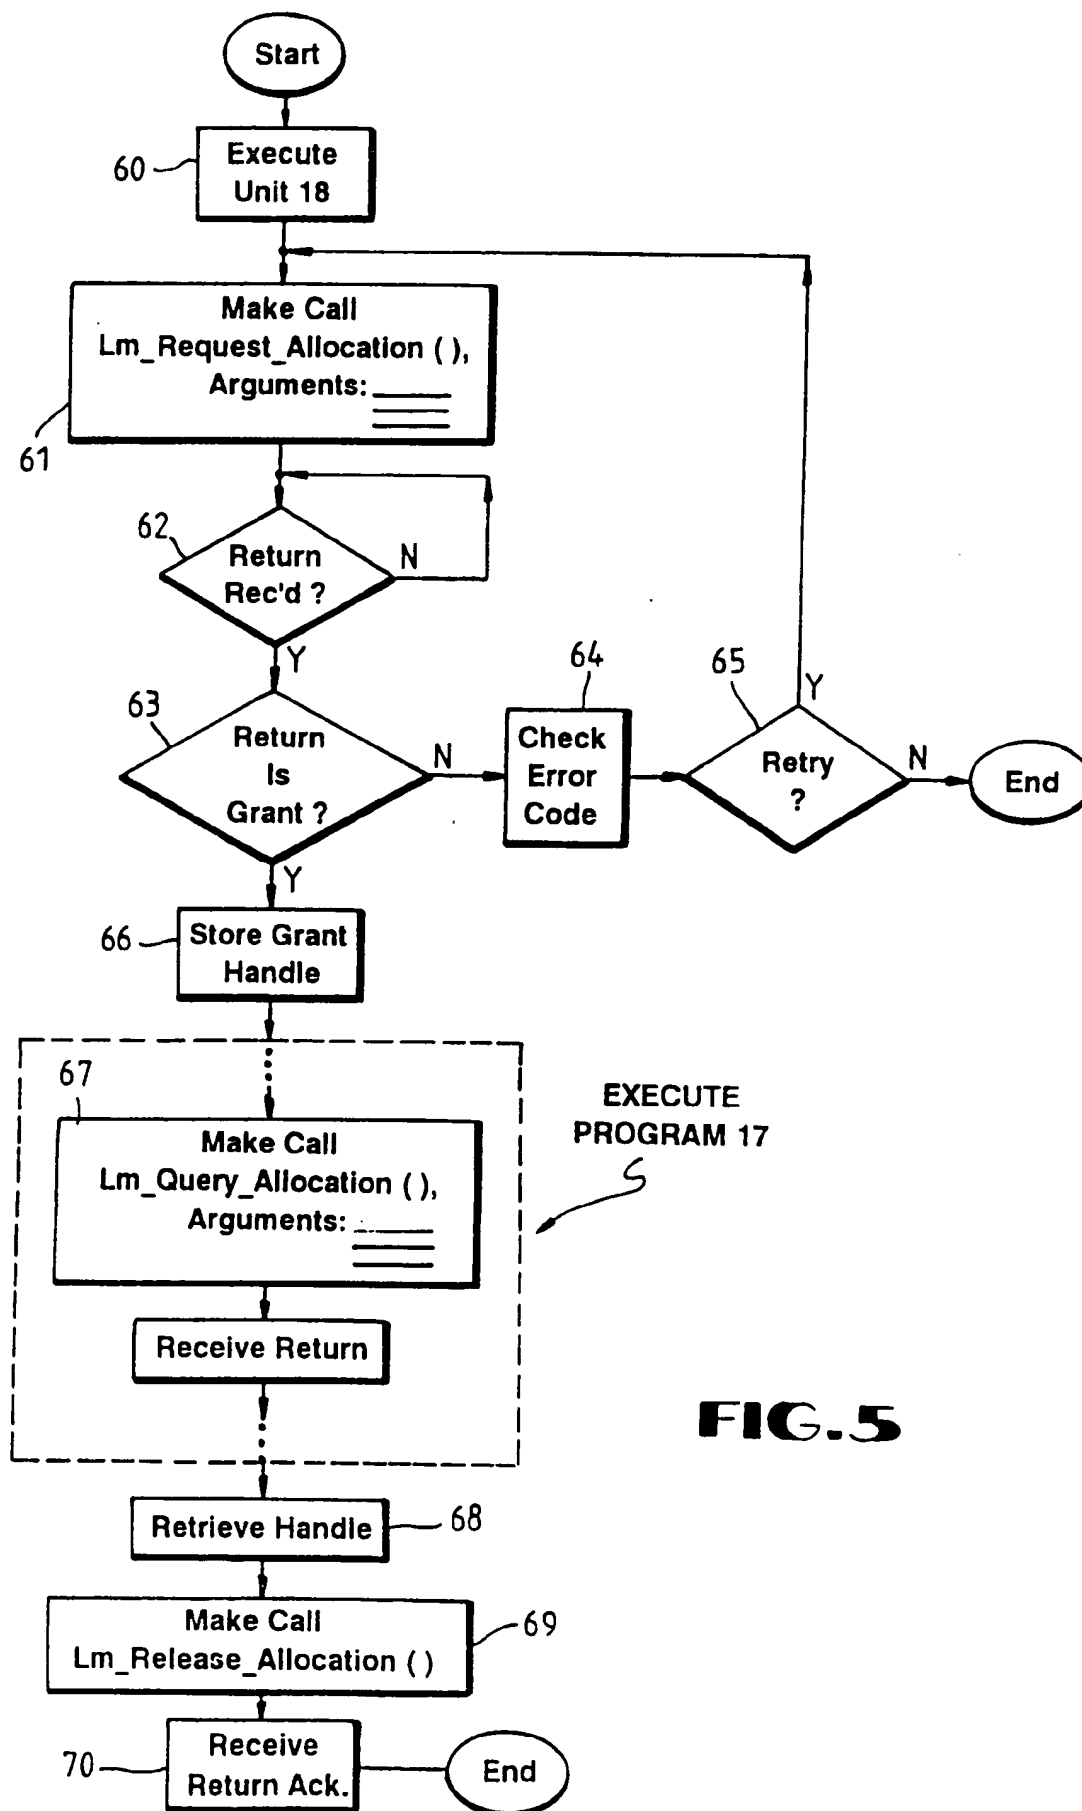 Start
60
Execute
Unit 18
Make Call
Lm_Request_Allocation ( ),
Arguments:
61
62
Return
Rec'd ?
N
Y
63
Return
Is
Grant ?
N
Y
64
Check
Error
Code
65
Retry
?
Y
N
End
66
Store Grant
Handle
67
Make Call
Lm_Query_Allocation ( ),
Arguments:
Receive Return
EXECUTE
PROGRAM 17
FIG.5
Retrieve Handle
68
Make Call
Lm_Release_Allocation ( )
69
70
Receive
Return Ack.
End